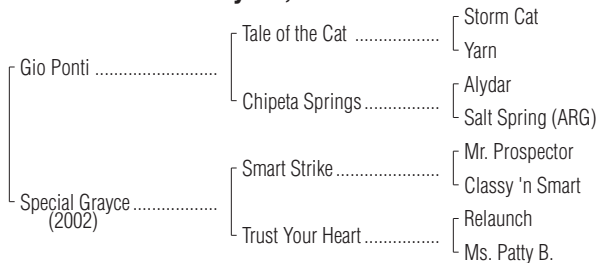 Storm Cat
Tale of the Cat ..................
Yarn
Gio Ponti ..........................
Alydar
Chipeta Springs ................
Salt Spring (ARG)
Mr. Prospector
Smart Strike ......................
Classy 'n Smart
Special Grayce ..................
(2002)
Relaunch
Trust Your Heart ................
Ms. Patty B.